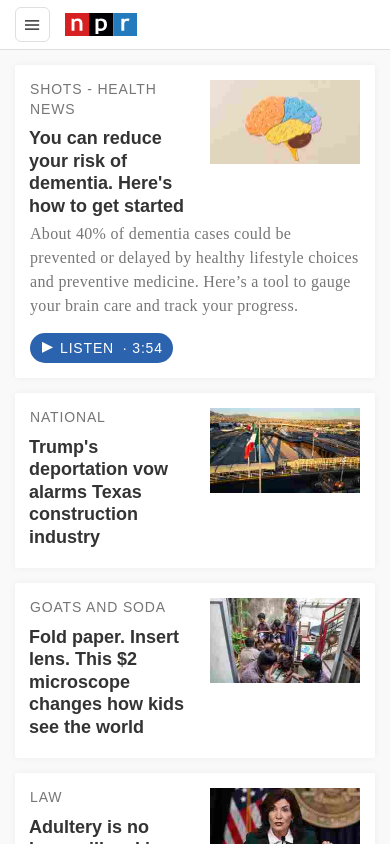 npr
SHOTS - HEALTH
NEWS
You can reduce
your risk of
dementia. Here's
how to get started
About 40% of dementia cases could be
prevented or delayed by healthy lifestyle choices
and preventive medicine. Here’s a tool to gauge
your brain care and track your progress.
LISTEN · 3:54
NATIONAL
Trump's
deportation vow
alarms Texas
construction
industry
GOATS AND SODA
Fold paper. Insert
lens. This $2
microscope
changes how kids
see the world
LAW
Adultery is no